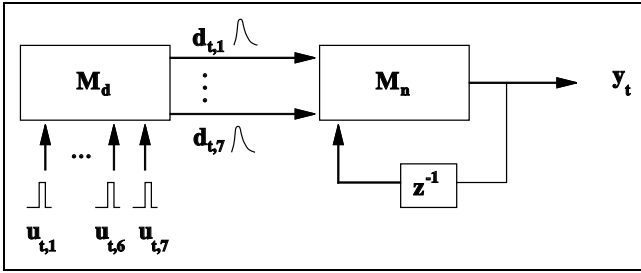 d_t,1
M_d
M_n
y_t
d_t,7
...
z^-1
u_t,1
u_t,6
u_t,7